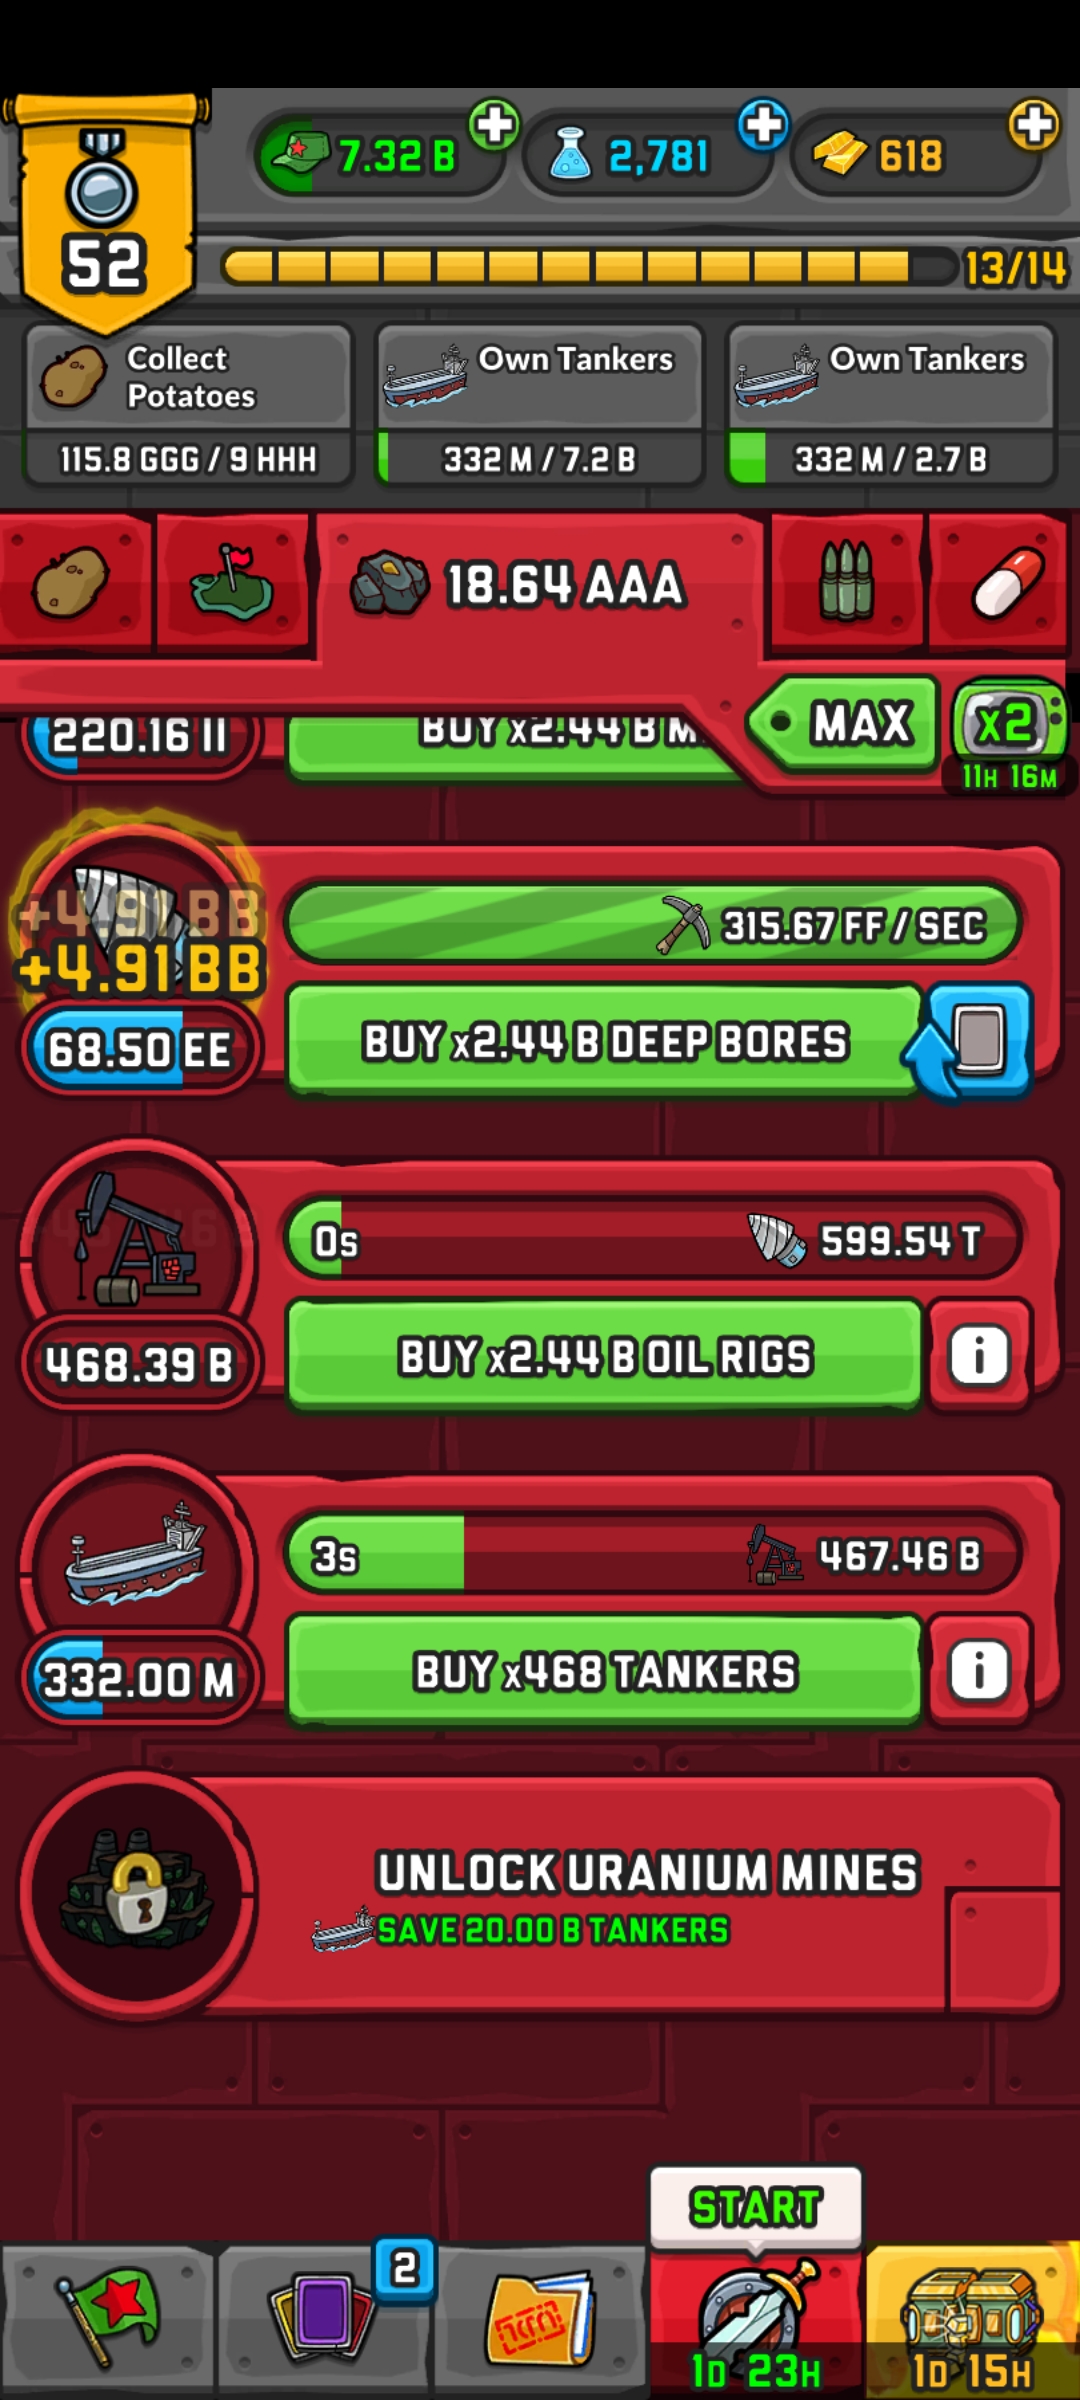 7.32 B
2,781
618
52
13/14
Collect
Potatoes
115.8 GGG / 9 HHH
Own Tankers
332 M / 7.2 B
Own Tankers
332 M / 2.7 B
18.64 AAA
MAX
x2
11H 16M
220.16 II
BUY x2.44 B
+4.91 BB
+4.91 BB
315.67 FF / SEC
68.50 EE
BUY x2.44 B DEEP BORES
0s
599.54 T
468.39 B
BUY x2.44 B OIL RIGS
i
3s
467.46 B
332.00 M
BUY x468 TANKERS
i
UNLOCK URANIUM MINES
SAVE 20.00 B TANKERS
START
2
1D 23H
1D 15H